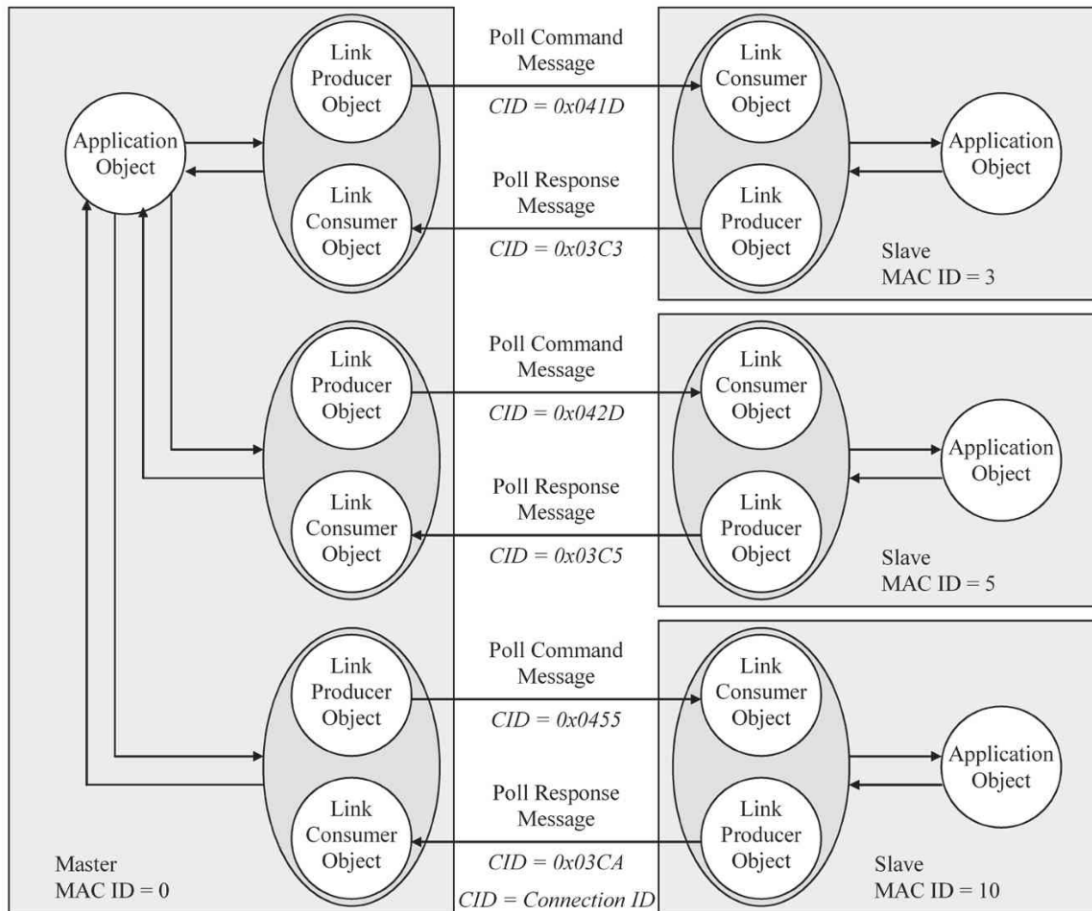 Application
Object
Link
Producer
Object
Link
Consumer
Object
Poll Command
Message
CID = 0x041D
Poll Response
Message
CID = 0x03C3
Link
Consumer
Object
Link
Producer
Object
Application
Object
Slave
MAC ID = 3
Link
Producer
Object
Link
Consumer
Object
Poll Command
Message
CID = 0x042D
Poll Response
Message
CID = 0x03C5
Link
Consumer
Object
Link
Producer
Object
Application
Object
Slave
MAC ID = 5
Link
Producer
Object
Link
Consumer
Object
Poll Command
Message
CID = 0x0455
Poll Response
Message
CID = 0x03CA
Link
Consumer
Object
Link
Producer
Object
Application
Object
Slave
MAC ID = 10
Master
MAC ID = 0
CID = Connection ID